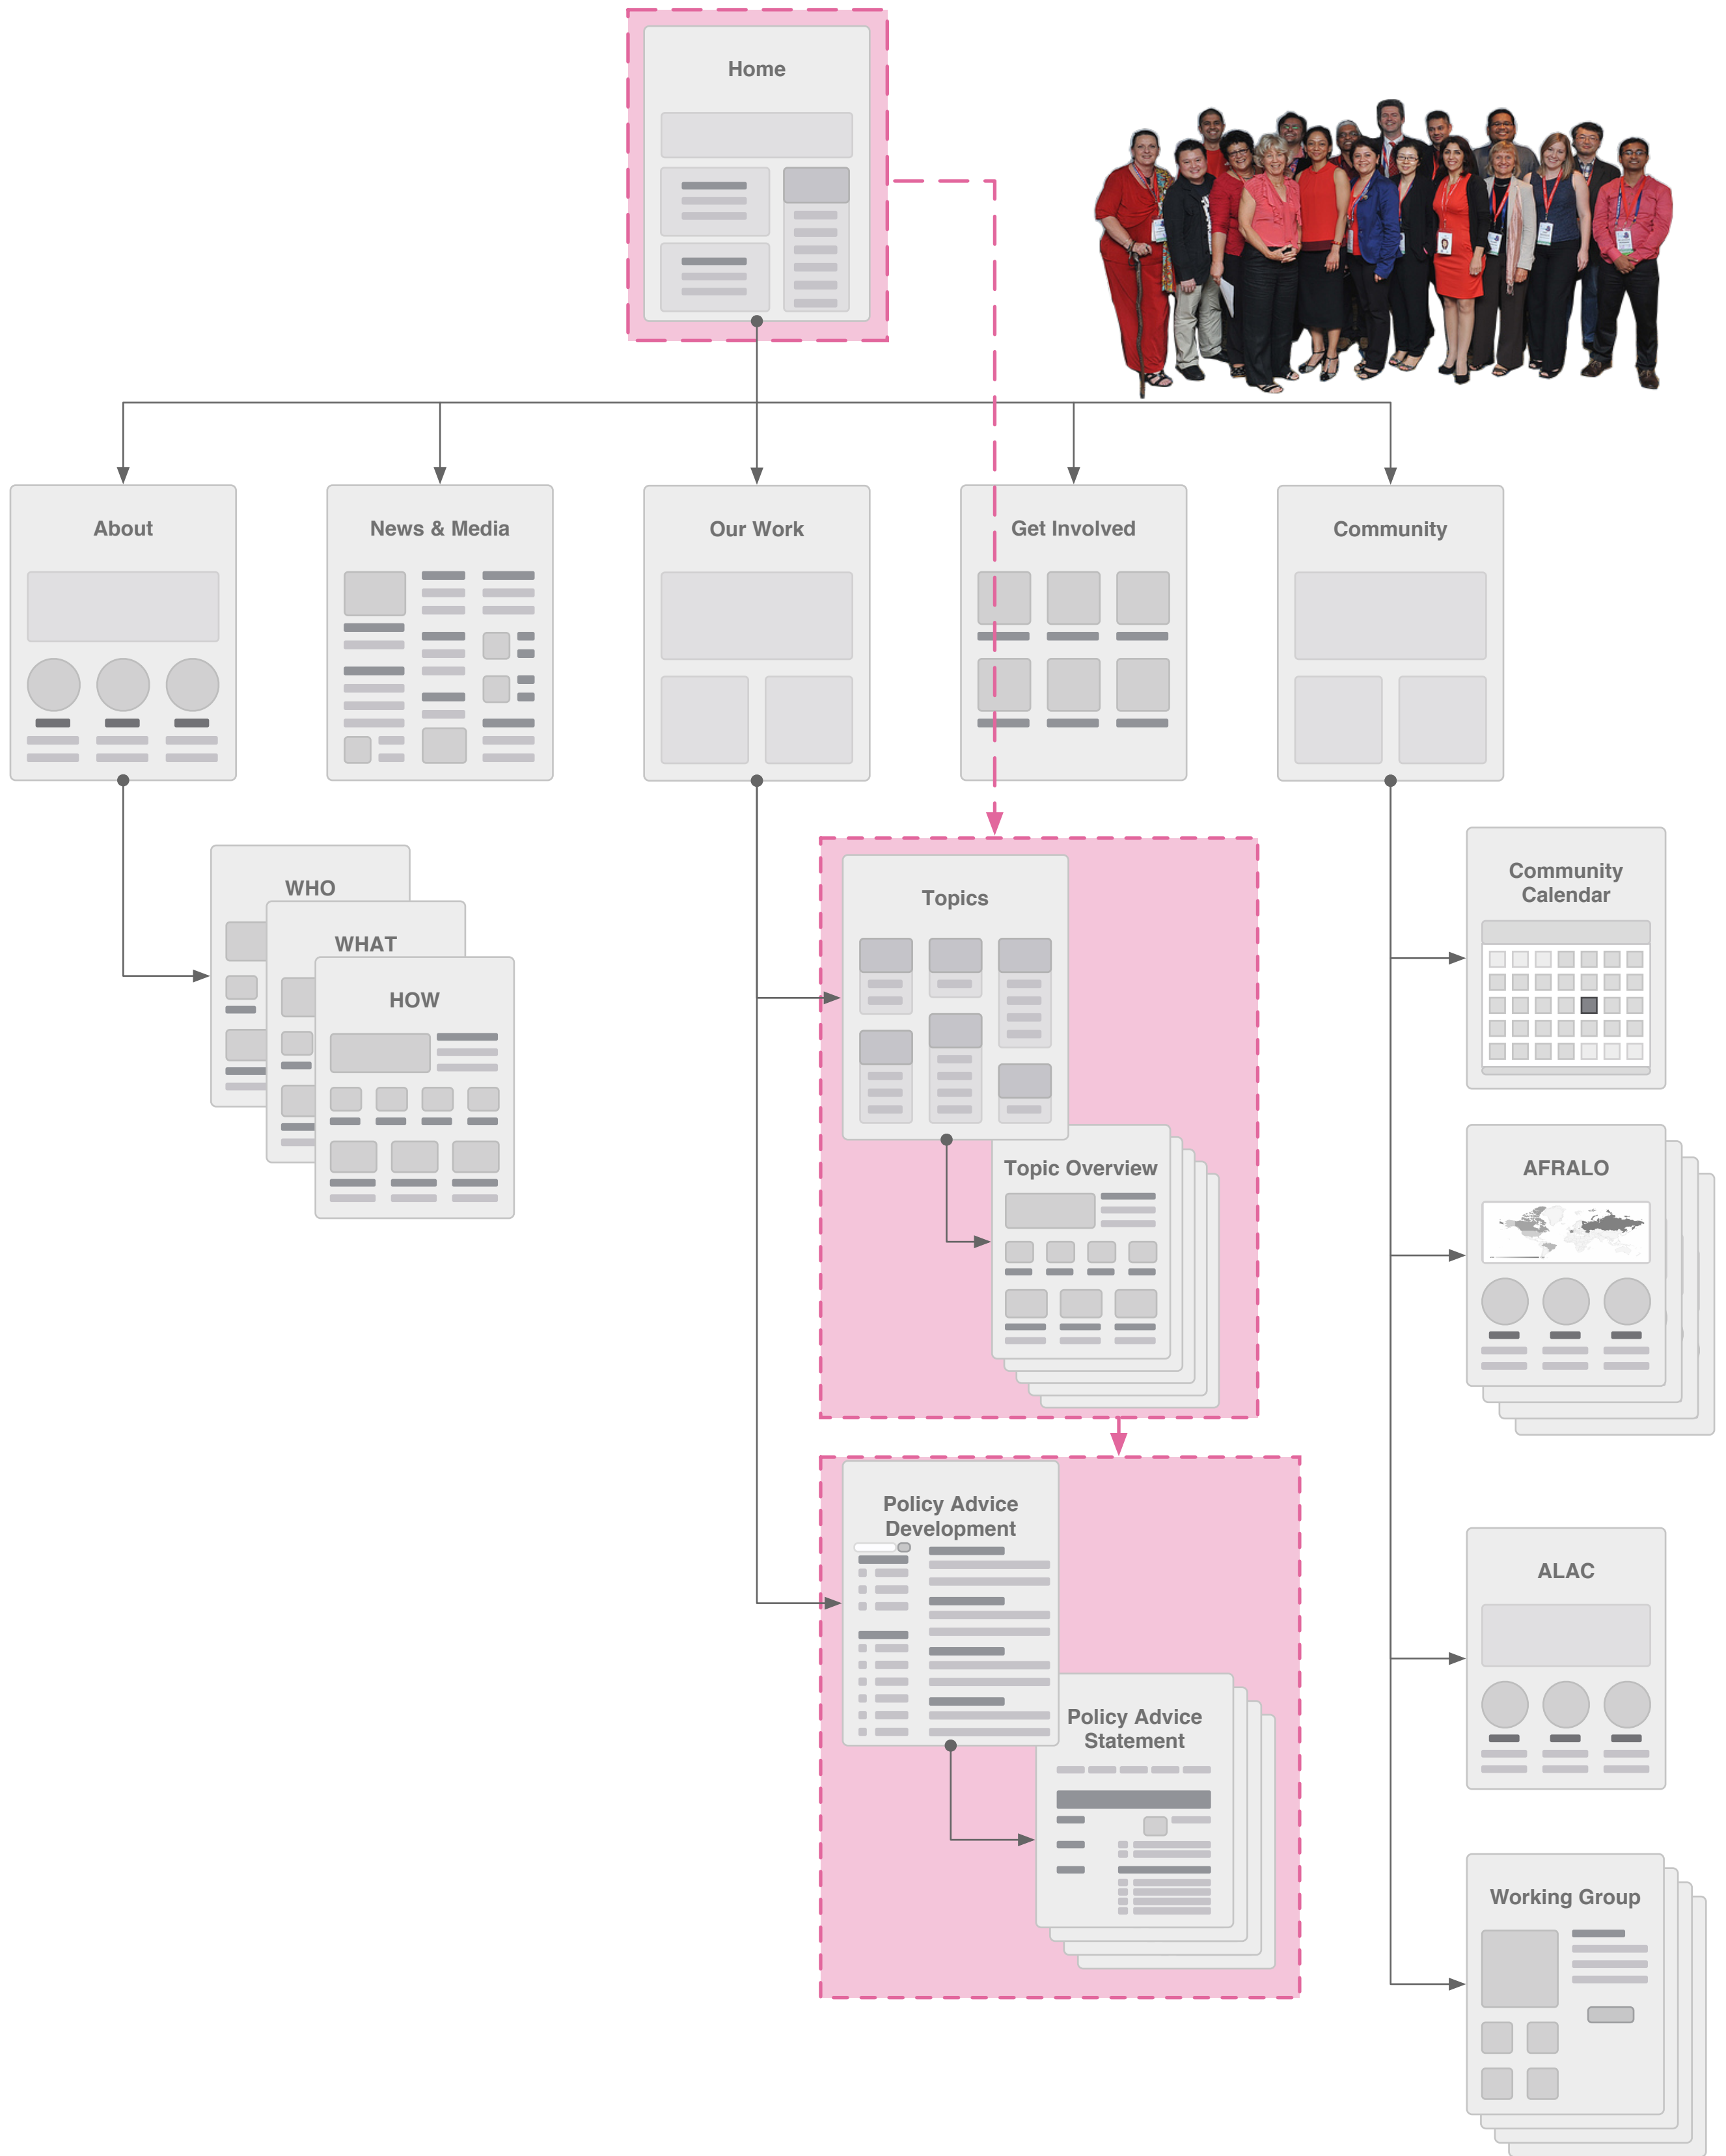 Home
About
News & Media
Our Work
Get Involved
Community
WHO
WHAT
HOW
Topics
Topic Overview
Policy Advice
Development
Policy Advice
Statement
Community
Calendar
AFRALO
ALAC
Working Group